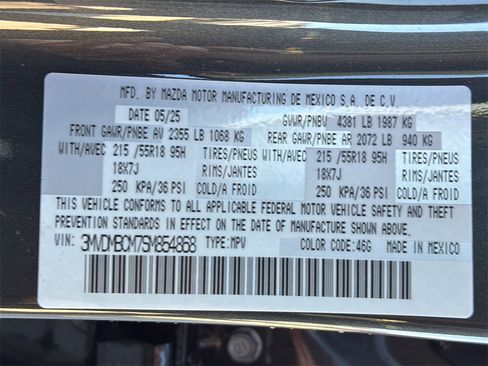 MFD. BY MAZDA MOTOR MANUFACTURING DE MEXICO S.A. DE C.V.
DATE 05/25 GVWR/PNBV 4381 LB 1987 KG
FRONT GAWR/PNBE AV 2355 LB 1068 KG REAR GAWR/PNBE AR 2072 LB 940 KG
WITH/AVEC 215 /55R18 95H TIRES/PNEUS WITH/AVEC 215 /55R18 95H TIRES/PNEUS
18X7J RIMS/JANTES 18X7J RIMS/JANTES
250 KPA/36 PSI COLD/A FROID 250 KPA/36 PSI COLD/A FROID
THIS VEHICLE CONFORMS TO ALL APPLICABLE FEDERAL MOTOR VEHICLE SAFETY AND THEFT
PREVENTION STANDARDS IN EFFECT ON THE DATE OF MANUFACTURE SHOWN ABOVE.
VIN: 3MVDMBCM7SM854868 TYPE:MPV COLOR CODE:46G MADE IN MEXICO